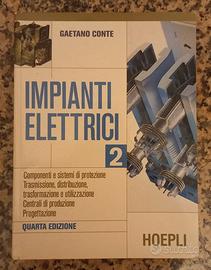 GAETANO CONTE
IMPIANTI
ELETTRICI
2
Componenti e sistemi di protezione
Trasmissione, distribuzione,
trasformazione e utilizzazione
Centrali di produzione
Progettazione
QUARTA EDIZIONE
HOEPLI
subito